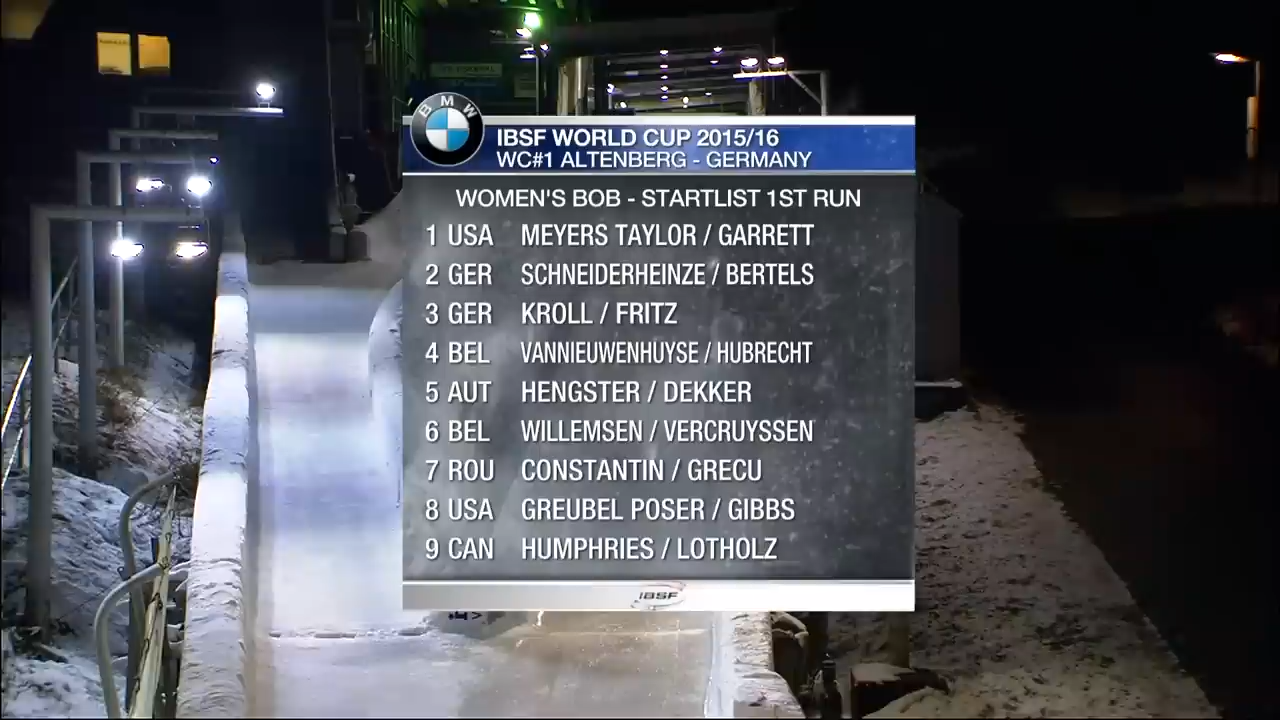 BMW
IBSF WORLD CUP 2015/16
WC#1 ALTENBERG - GERMANY
WOMEN'S BOB - STARTLIST 1ST RUN
1 USA MEYERS TAYLOR / GARRETT
2 GER SCHNEIDERHEINZE / BERTELS
3 GER KROLL / FRITZ
4 BEL VANNIEUWENHUYSE / HUBRECHT
5 AUT HENGSTER / DEKKER
6 BEL WILLEMSEN / VERCRUYSSEN
7 ROU CONSTANTIN / GRECU
8 USA GREUBEL POSER / GIBBS
9 CAN HUMPHRIES / LOTHOLZ
IBSF